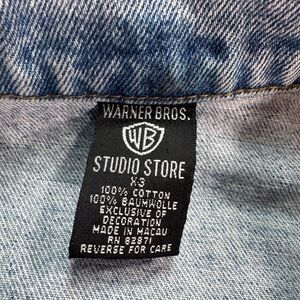 WARNER BROS.
WB
STUDIO STORE
X3
100% COTTON
100% BAUMWOLLE
EXCLUSIVE OF
DECORATION
MADE IN MACAU
RN 82871
REVERSE FOR CARE